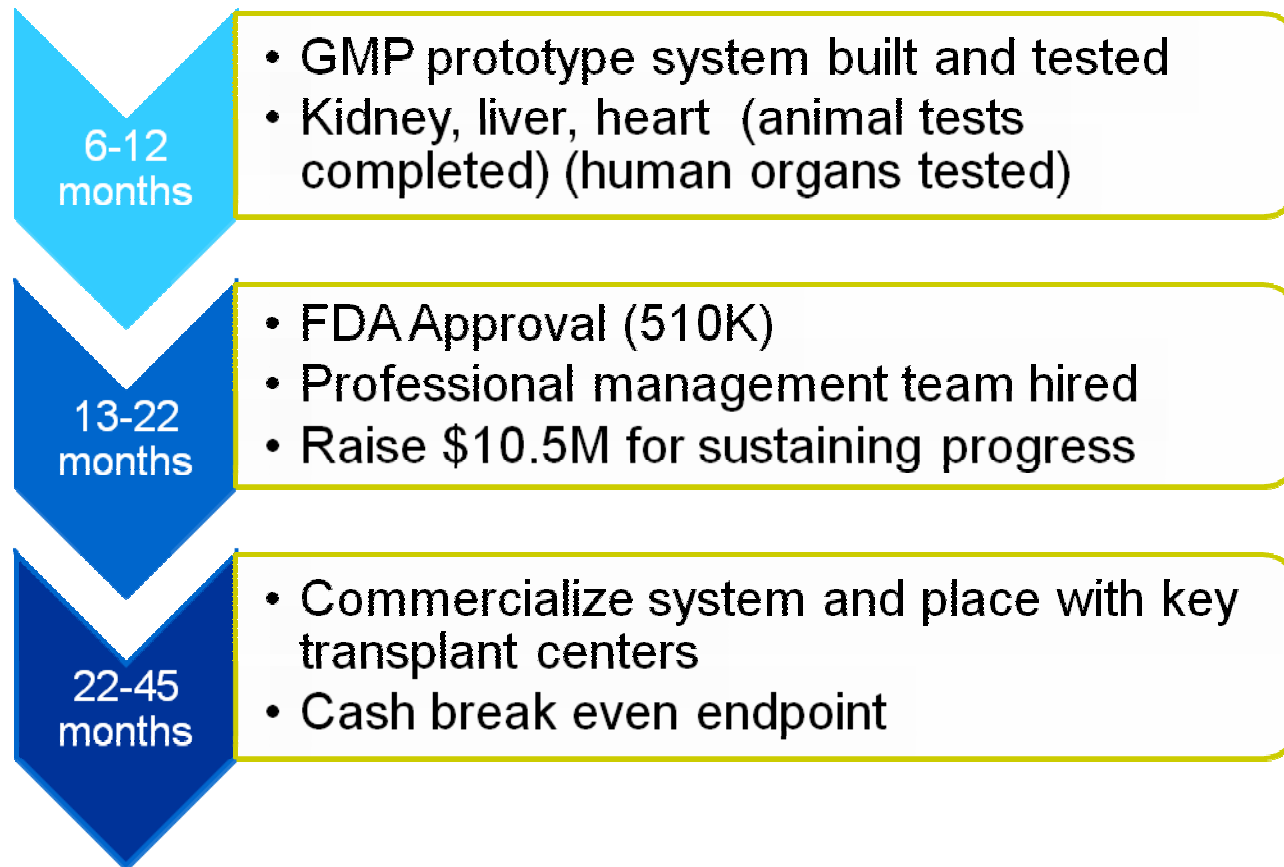 6-12
months
• GMP prototype system built and tested
• Kidney, liver, heart (animal tests
completed) (human organs tested)
13-22
months
• FDA Approval (510K)
• Professional management team hired
• Raise $10.5M for sustaining progress
22-45
months
• Commercialize system and place with key
transplant centers
• Cash break even endpoint